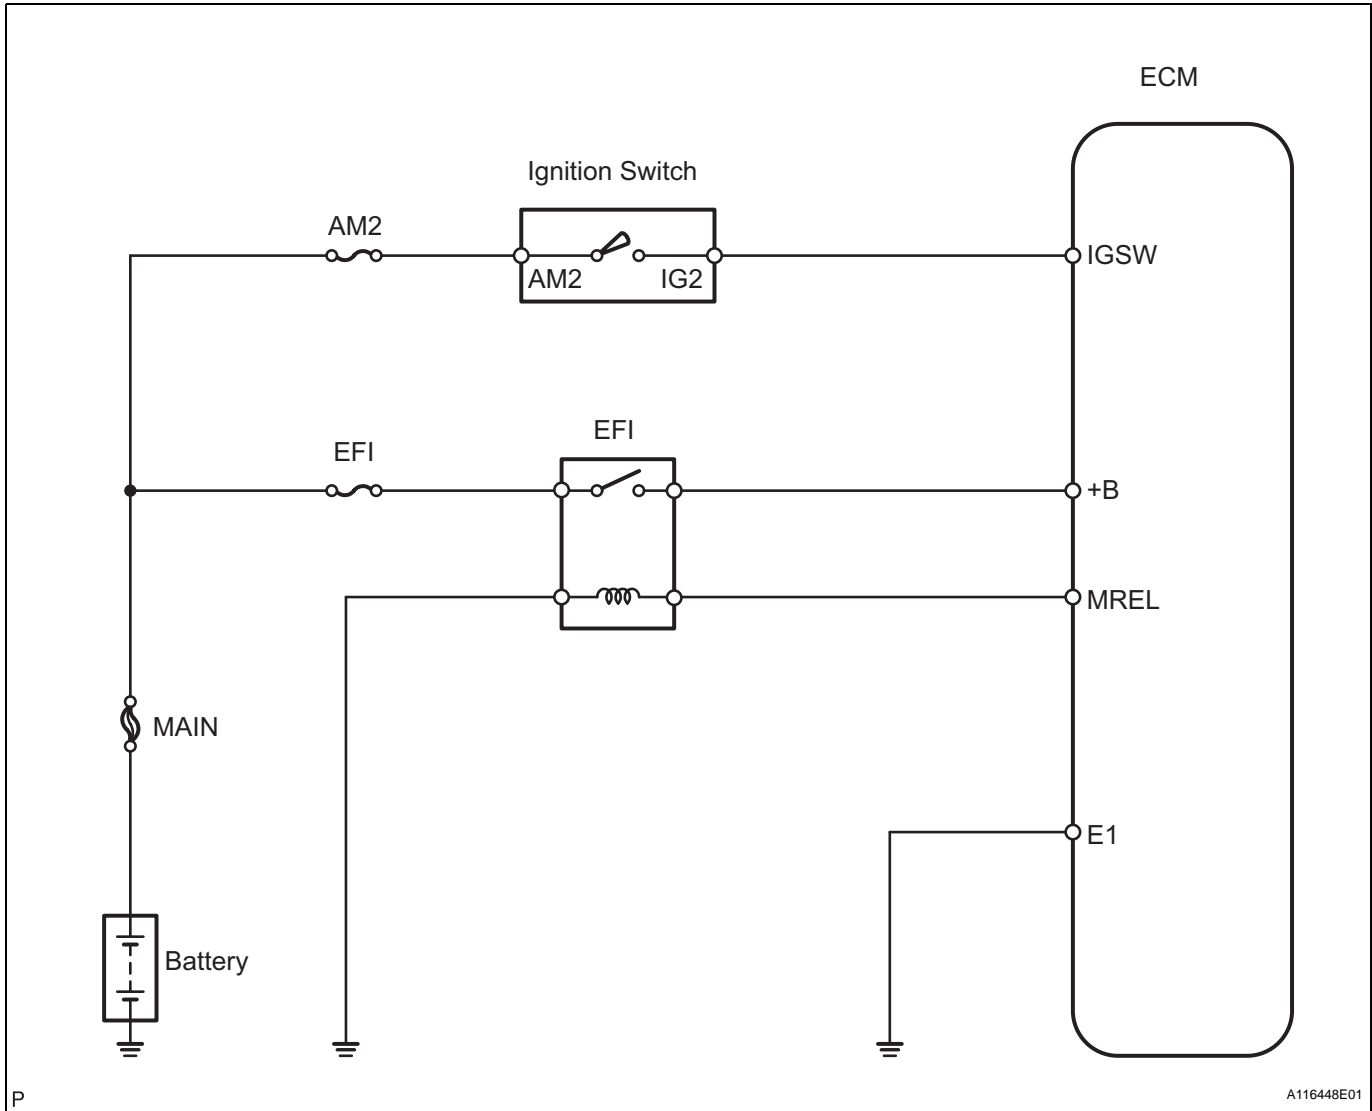 ECM
Ignition Switch
AM2
AM2
IG2
IGSW
EFI
EFI
+B
MREL
MAIN
E1
Battery
P
A116448E01